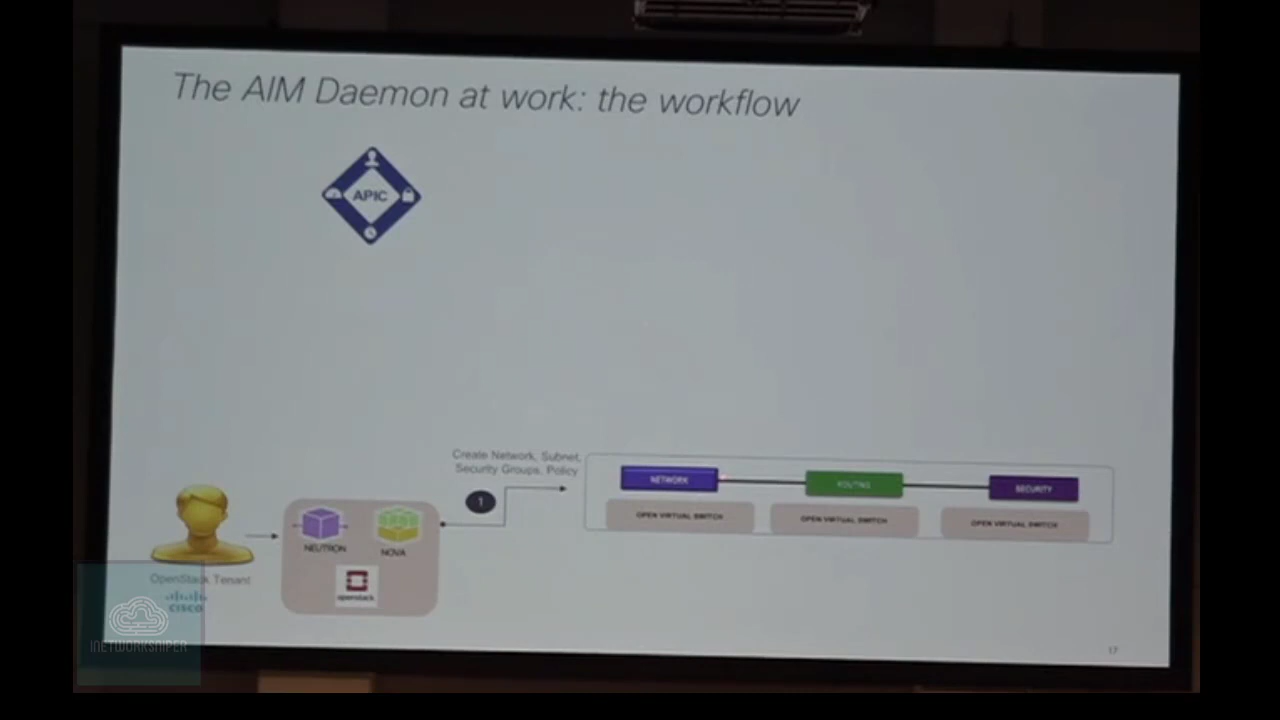 The AIM Daemon at work: the workflow
APIC
Create Network, Subnet,
Security Groups, Policy
1
NETWORK
ROUTING
SECURITY
OPEN VIRTUAL SWITCH
OPEN VIRTUAL SWITCH
OPEN VIRTUAL SWITCH
NEUTRON
NOVA
openstack
OpenStack Tenant
CISCO
INETWORKSNIPER
17